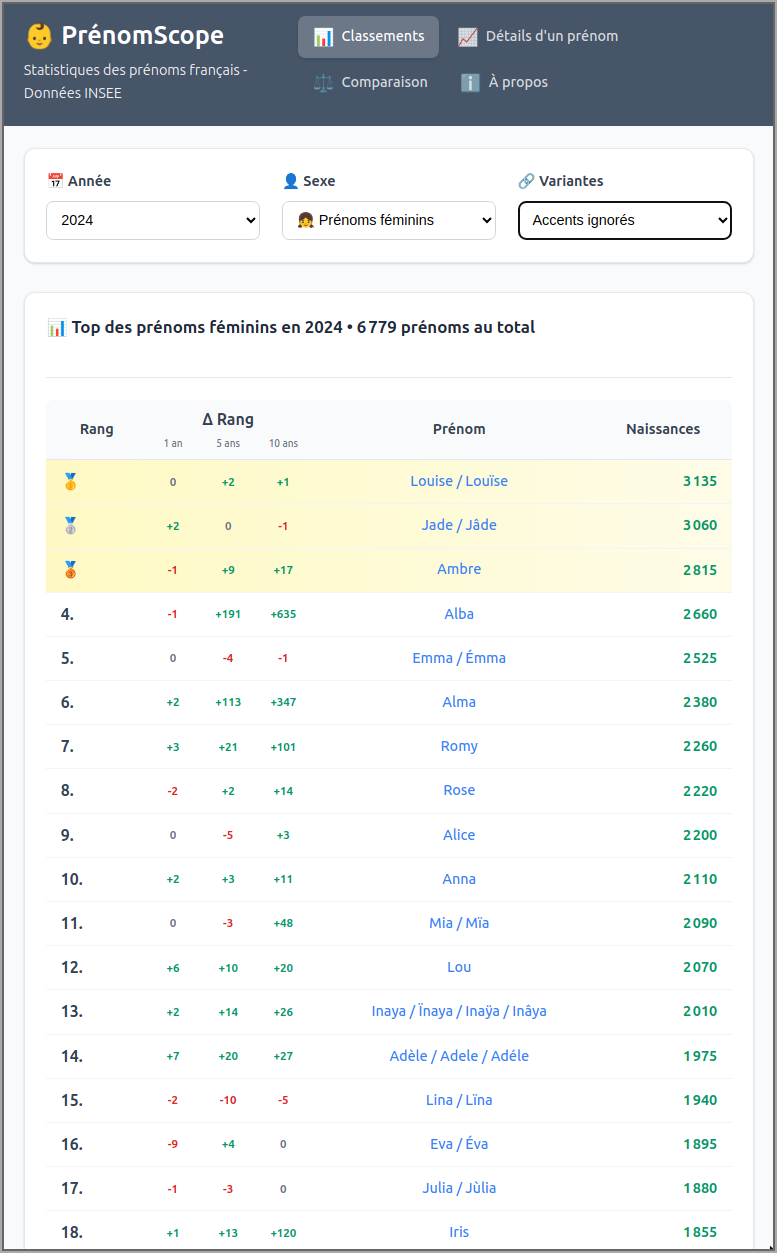 PrénomScope
Statistiques des prénoms français -
Données INSEE
Classements
Détails d'un prénom
Comparaison
À propos
Année
Sexe
Variantes
2024
Prénoms féminins
Accents ignorés
Top des prénoms féminins en 2024 • 6 779 prénoms au total
Rang Δ Rang Prénom Naissances
1 an 5 ans 10 ans
0 +2 +1 Louise / Louïse 3 135
+2 0 -1 Jade / Jâde 3 060
-1 +9 +17 Ambre 2 815
4. -1 +191 +635 Alba 2 660
5. 0 -4 -1 Emma / Émma 2 525
6. +2 +113 +347 Alma 2 380
7. +3 +21 +101 Romy 2 260
8. -2 +2 +14 Rose 2 220
9. 0 -5 +3 Alice 2 200
10. +2 +3 +11 Anna 2 110
11. 0 -3 +48 Mia / Mïa 2 090
12. +6 +10 +20 Lou 2 070
13. +2 +14 +26 Inaya / Ïnaya / Inaÿa / Inâya 2 010
14. +7 +20 +27 Adèle / Adele / Adéle 1 975
15. -2 -10 -5 Lina / Lïna 1 940
16. -9 +4 0 Eva / Éva 1 895
17. -1 -3 0 Julia / Jùlia 1 880
18. +1 +13 +120 Iris 1 855